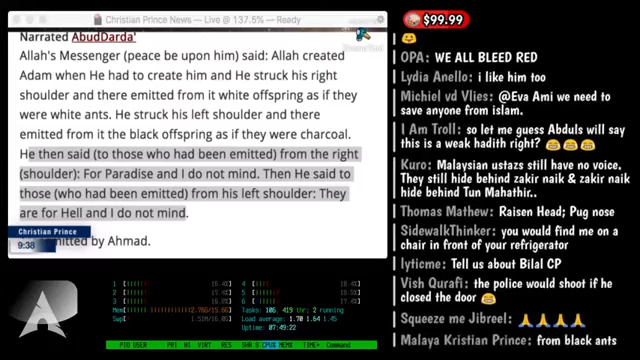 Christian Prince News — Live @ 137.5% — Ready
Narrated AbudDarda'
Allah's Messenger (peace be upon him) said: Allah created
Adam when He had to create him and He struck his right
shoulder and there emitted from it white offspring as if they
were white ants. He struck his left shoulder and there
emitted from it the black offspring as if they were charcoal.
He then said (to those who had been emitted) from the right
(shoulder): For Paradise and I do not mind. Then He said to
those (who had been emitted) from his left shoulder: They
are for Hell and I do not mind.
Christian Prince
9:38
mitted by Ahmad.
$99.99
OPA: WE ALL BLEED RED
Lydia Anello: i like him too
Michiel vd Vlies: @Eva Ami we need to
save anyone from islam.
I Am Troll: so let me guess Abduls will say
this is a weak hadith right?
Kuro: Malaysian ustazs still have no voice.
They still hide behind zakir naik & zakir naik
hide behind Tun Mahathir..
Thomas Mathew: Raisen Head; Pug nose
SidewalkThinker: you would find me on a
chair in front of your refrigerator
lyticme: Tell us about Bilal CP
Vish Qurafi: the police would shoot if he
closed the door
Squeeze me Jibreel:
Malaya Kristian Prince: from black ants
Tasks: 106, 419 thr; 2 running
Load average: 1.70 1.64 1.45
Uptime: 07:49:22
PID USER PRI NI VIRT RES SHR S CPU% MEM% TIME+ Command